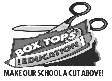 BOX TOPS
EDUCATION
MAKE OUR SCHOOL A CUT ABOVE!